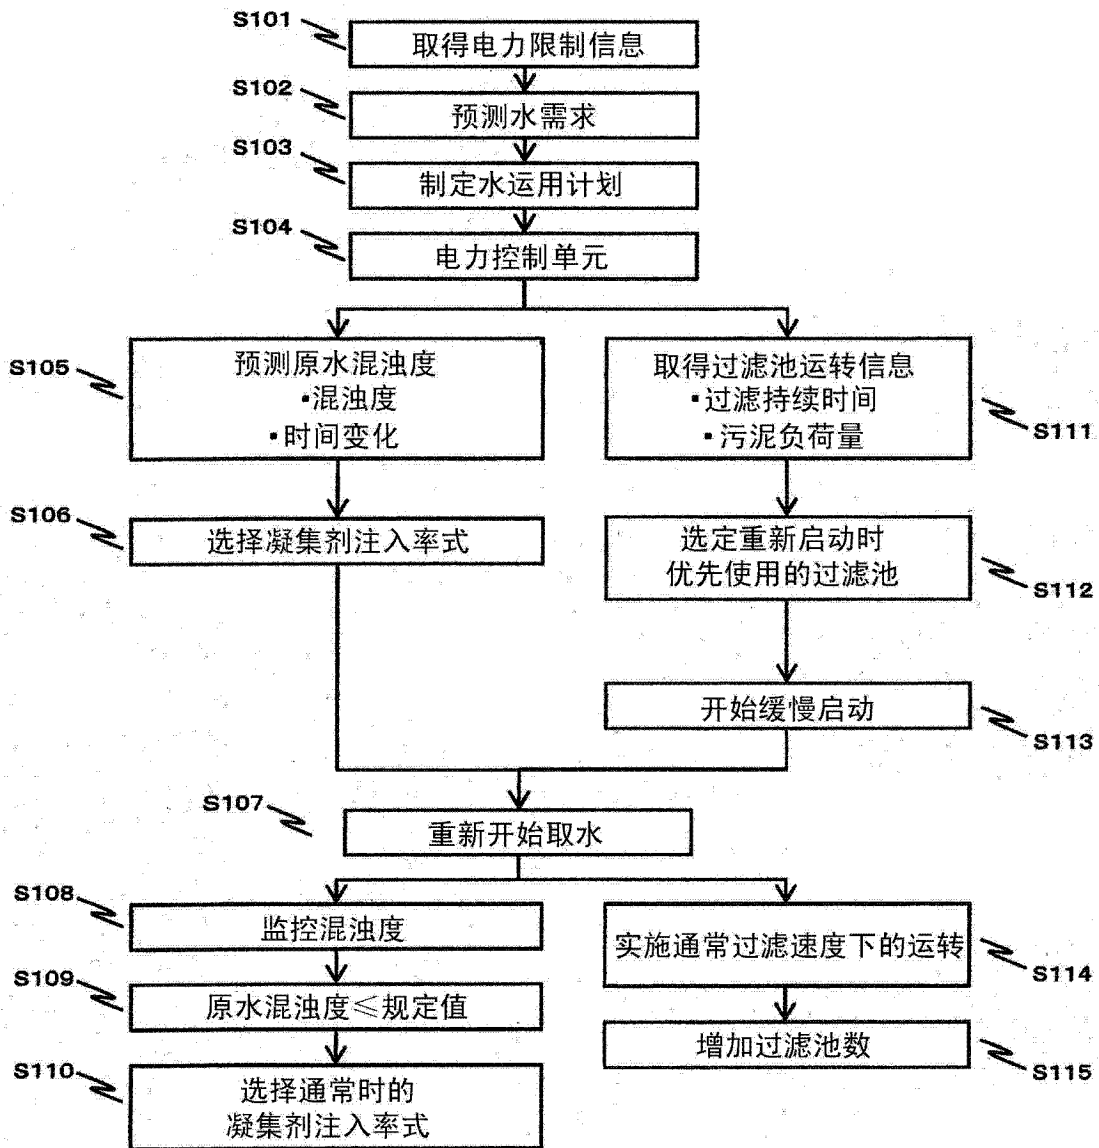 S101
取得电力限制信息
S102
预测水需求
S103
制定水运用计划
S104
电力控制单元
S105
预测原水混浊度
▪混浊度
▪时间变化
取得过滤池运转信息
▪过滤持续时间
▪污泥负荷量
S111
S106
选择凝集剂注入率式
选定重新启动时
优先使用的过滤池
S112
开始缓慢启动
S113
S107
重新开始取水
S108
监控混浊度
实施通常过滤速度下的运转
S114
S109
原水混浊度≤规定值
增加过滤池数
S115
S110
选择通常时的
凝集剂注入率式